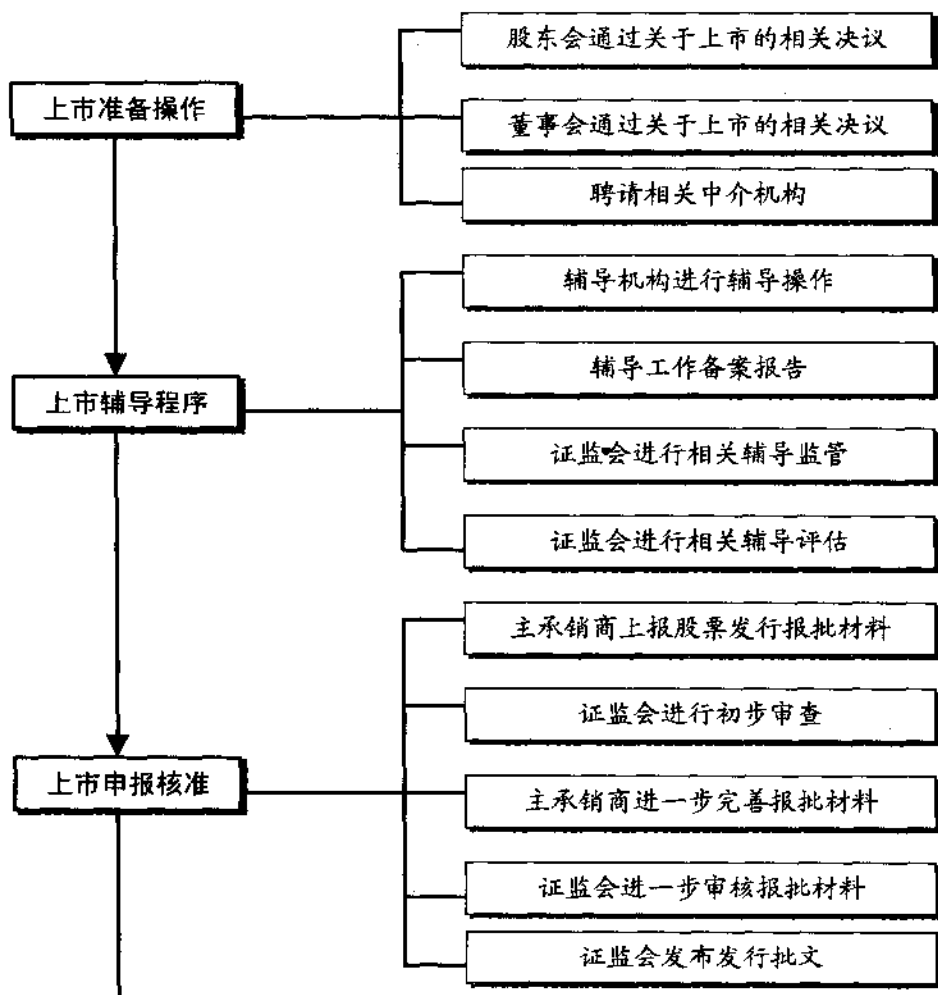 上市准备操作
股东会通过关于上市的相关决议
董事会通过关于上市的相关决议
聘请相关中介机构
上市辅导程序
辅导机构进行辅导操作
辅导工作备案报告
证监会进行相关辅导监管
证监会进行相关辅导评估
上市申报核准
主承销商上报股票发行报批材料
证监会进行初步审查
主承销商进一步完善报批材料
证监会进一步审核报批材料
证监会发布发行批文